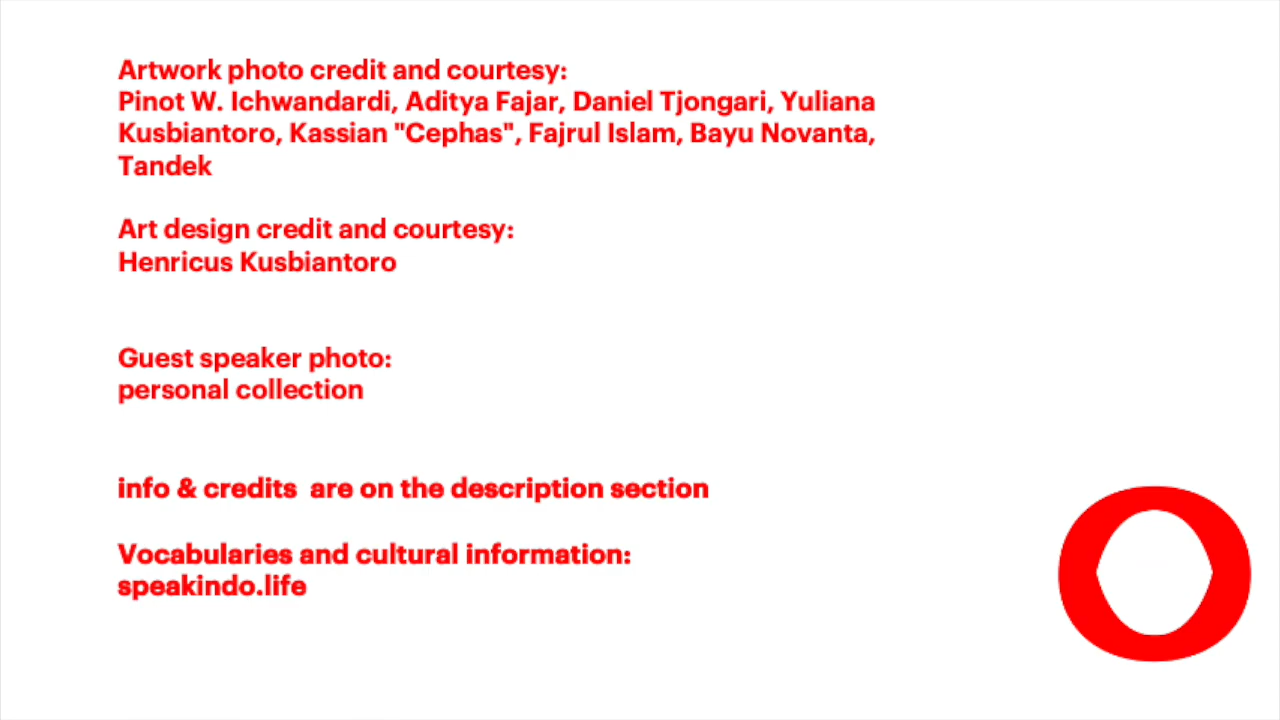 Artwork photo credit and courtesy:
Pinot W. Ichwandardi, Aditya Fajar, Daniel Tjongari, Yuliana
Kusbiantoro, Kassian "Cephas", Fajrul Islam, Bayu Novanta,
Tandek
Art design credit and courtesy:
Henricus Kusbiantoro
Guest speaker photo:
personal collection
info & credits  are on the description section
Vocabularies and cultural information:
speakindo.life